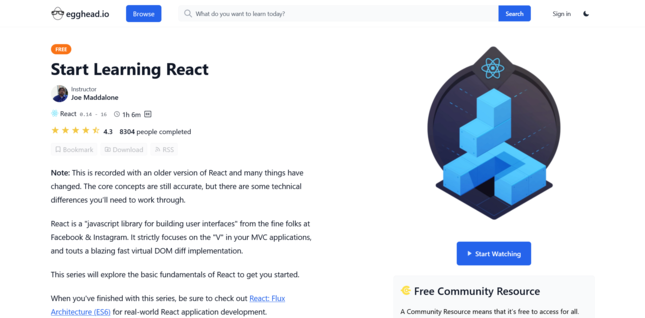 egghead.io
Browse
What do you want to learn today?
Search
Sign in
FREE
Start Learning React
Instructor
Joe Maddalone
React 0.14 - 16
1h 6m
4.3 8304 people completed
Bookmark
Download
RSS
Note: This is recorded with an older version of React and many things have
changed. The core concepts are still accurate, but there are some technical
differences you'll need to work through.
React is a "javascript library for building user interfaces" from the fine folks at
Facebook & Instagram. It strictly focuses on the "V" in your MVC applications,
and touts a blazing fast virtual DOM diff implementation.
This series will explore the basic fundamentals of React to get you started.
When you've finished with this series, be sure to check out React: Flux
Architecture (ES6) for real-world React application development.
Start Watching
Free Community Resource
A Community Resource means that it's free to access for all.